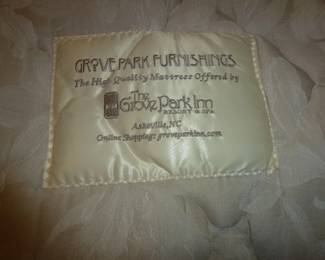 GROVE PARK FURNISHINGS
The High Quality Mattress Offered by
The
Grove Park Inn
RESORT & SPA
Asheville, NC
Online Shopping: groveparkinn.com